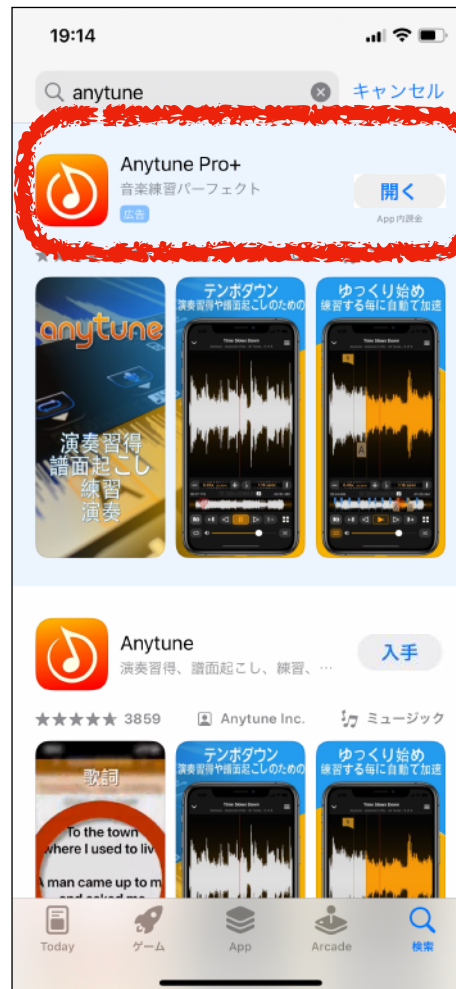 19:14
anytune
キャンセル
Anytune Pro+
音楽練習パーフェクト
広告
開く
App内課金
anytune
演奏習得
譜面起こし
練習
演奏
テンポダウン
演奏習得や譜面起こしのための
Time Slows Down
ゆっくり始め
練習する毎に自動で加速
Time Slows Down
A
Anytune
演奏習得、譜面起こし、練習、…
入手
★★★★★ 3859
Anytune Inc.
ミュージック
歌詞
To the town
where I used to liv
A man came up to m
and asked me
テンポダウン
演奏習得や譜面起こしのための
ゆっくり始め
練習する毎に自動で加速
Today
ゲーム
App
Arcade
検索